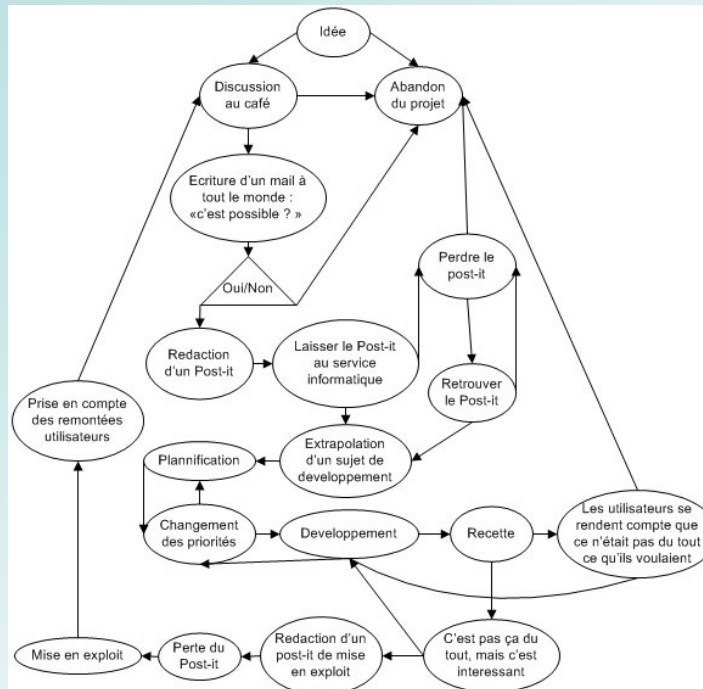 Idée
Discussion
au café
Abandon
du projet
Ecriture d'un mail à
tout le monde :
«c'est possible ? »
Oui/Non
Perdre le
post-it
Redaction
d'un Post-it
Laisser le Post-it
au service
informatique
Retrouver
le Post-it
Prise en compte
des remontées
utilisateurs
Extrapolation
d'un sujet de
developpement
Plannification
Changement
des priorités
Developpement
Recette
Les utilisateurs se
rendent compte que
ce n'était pas du tout
ce qu'ils voulaient
Mise en exploit
Perte du
Post-it
Redaction d'un
post-it de mise
en exploit
C'est pas ça du
tout, mais c'est
interessant